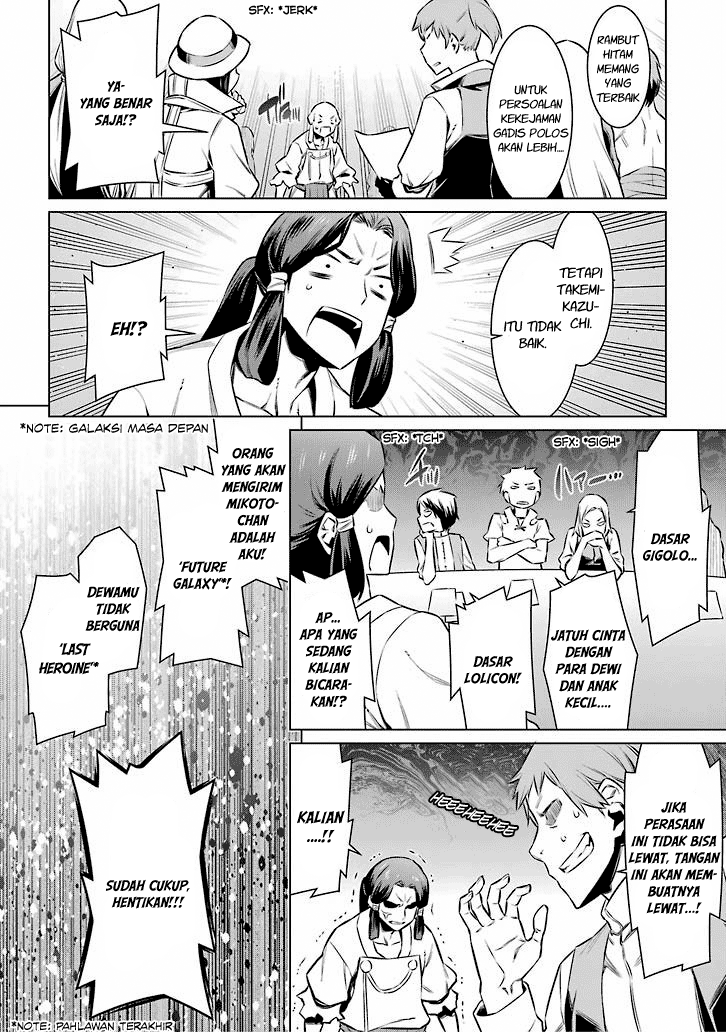 RAMBUT
HITAM
MEMANG
YANG
TERBAIK
UNTUK
PERSOALAN
KEKEJAMAN
GADIS POLOS
AKAN LEBIH....
SFX: *JERK*
YA-
YANG BENAR
SAJA!?
TETAPI
TAKEMI-
KAZU-
CHI.
ITU TIDAK
BAIK.
EH!?
SFX: *SIGH*
SFX: *TCH*
DASAR
GIGOLO...
JATUH CINTA
DENGAN
PARA DEWI
DAN ANAK
KECIL....
DASAR
LOLICON!
AP...
APA YANG
SEDANG
KALIAN
BICARA-
KAN!?
*NOTE: GALAKSI MASA DEPAN
ORANG
YANG AKAN
MENGIRIM
MIKOTO-
CHAN
ADALAH
AKU!
'FUTURE
GALAXY'*!
DEWAMU
TIDAK
BERGUNA
'LAST
HEROINE'*
JIKA
PERASAAN
INI TIDAK BISA
LEWAT, TANGAN
INI AKAN MEM-
BUATNYA
LEWAT...!
HEEEHEEHEE
KALIAN
....!!
SUDAH CUKUP,
HENTIKAN!!!
*NOTE: PAHLAWAN TERAKHIR